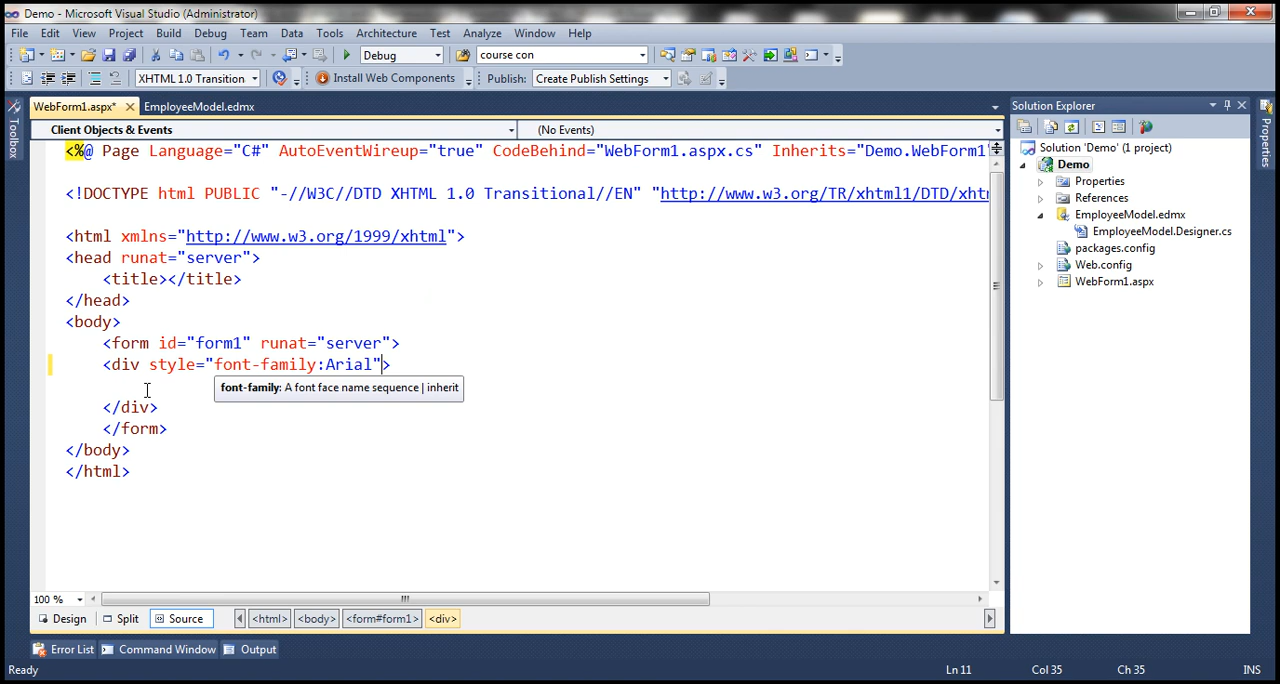 Demo - Microsoft Visual Studio (Administrator)
File Edit View Project Build Debug Team Data Tools Architecture Test Analyze Window Help
Debug course con
XHTML 1.0 Transition Install Web Components Publish: Create Publish Settings
WebForm1.aspx* EmployeeModel.edmx
Client Objects & Events (No Events)
Toolbox
<%@ Page Language="C#" AutoEventWireup="true" CodeBehind="WebForm1.aspx.cs" Inherits="Demo.WebForm1"
<!DOCTYPE html PUBLIC "-//W3C//DTD XHTML 1.0 Transitional//EN" "http://www.w3.org/TR/xhtml1/DTD/xhtm
<html xmlns="http://www.w3.org/1999/xhtml">
<head runat="server">
<title></title>
</head>
<body>
<form id="form1" runat="server">
<div style="font-family:Arial">
font-family: A font face name sequence | inherit
</div>
</form>
</body>
</html>
100 %
Design Split Source <html> <body> <form#form1> <div>
Error List Command Window Output
Ready Ln 11 Col 35 Ch 35 INS
Solution Explorer
Solution 'Demo' (1 project)
Demo
Properties
References
EmployeeModel.edmx
EmployeeModel.Designer.cs
packages.config
Web.config
WebForm1.aspx
Properties